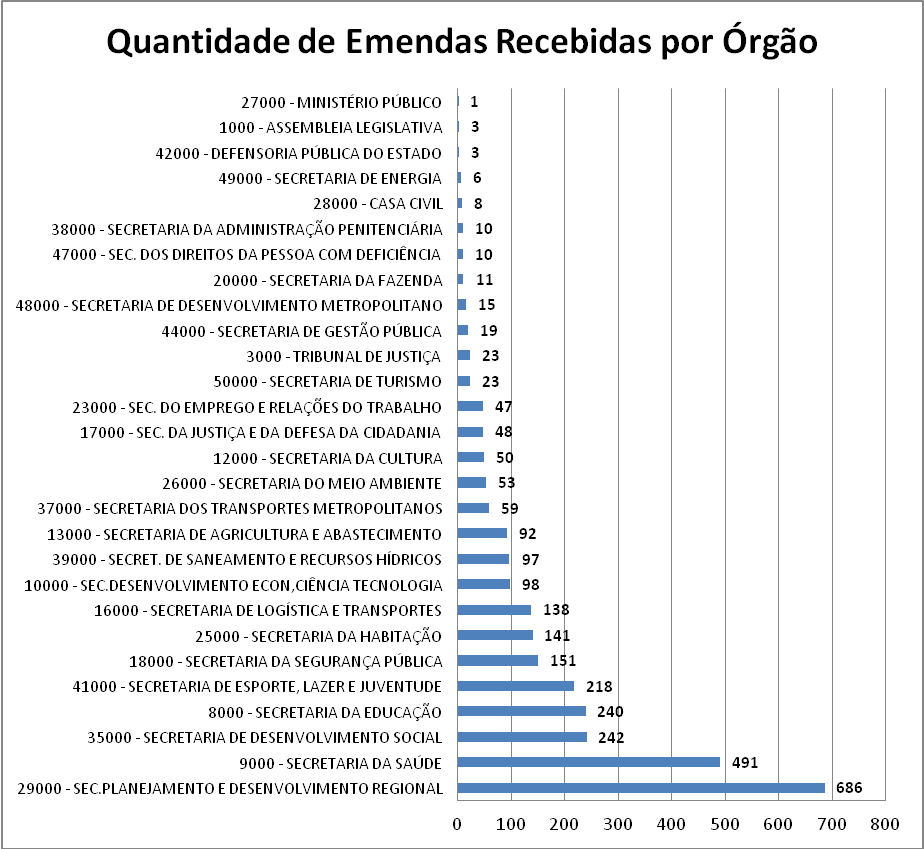 Quantidade de Emendas Recebidas por Órgão
27000 - MINISTÉRIO PÚBLICO 1
1000 - ASSEMBLEIA LEGISLATIVA 3
42000 - DEFENSORIA PÚBLICA DO ESTADO 3
49000 - SECRETARIA DE ENERGIA 6
28000 - CASA CIVIL 8
38000 - SECRETARIA DA ADMINISTRAÇÃO PENITENCIÁRIA 10
47000 - SEC. DOS DIREITOS DA PESSOA COM DEFICIÊNCIA 10
20000 - SECRETARIA DA FAZENDA 11
48000 - SECRETARIA DE DESENVOLVIMENTO METROPOLITANO 15
44000 - SECRETARIA DE GESTÃO PÚBLICA 19
3000 - TRIBUNAL DE JUSTIÇA 23
50000 - SECRETARIA DE TURISMO 23
23000 - SEC. DO EMPREGO E RELAÇÕES DO TRABALHO 47
17000 - SEC. DA JUSTIÇA E DA DEFESA DA CIDADANIA 48
12000 - SECRETARIA DA CULTURA 50
26000 - SECRETARIA DO MEIO AMBIENTE 53
37000 - SECRETARIA DOS TRANSPORTES METROPOLITANOS 59
13000 - SECRETARIA DE AGRICULTURA E ABASTECIMENTO 92
39000 - SECRET. DE SANEAMENTO E RECURSOS HÍDRICOS 97
10000 - SEC.DESENVOLVIMENTO ECON,CIÊNCIA TECNOLOGIA 98
16000 - SECRETARIA DE LOGÍSTICA E TRANSPORTES 138
25000 - SECRETARIA DA HABITAÇÃO 141
18000 - SECRETARIA DA SEGURANÇA PÚBLICA 151
41000 - SECRETARIA DE ESPORTE, LAZER E JUVENTUDE 218
8000 - SECRETARIA DA EDUCAÇÃO 240
35000 - SECRETARIA DE DESENVOLVIMENTO SOCIAL 242
9000 - SECRETARIA DA SAÚDE 491
29000 - SEC.PLANEJAMENTO E DESENVOLVIMENTO REGIONAL 686
0 100 200 300 400 500 600 700 800